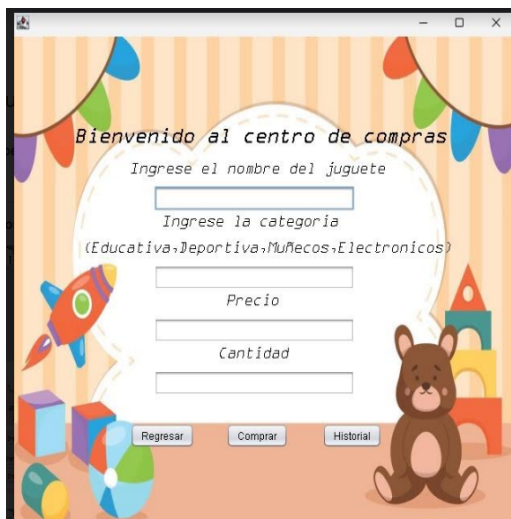 Bienvenido al centro de compras
Ingrese el nombre del juguete
Ingrese la categoria
(Educativa,Deportiva,Muñecos,Electronicos)
Precio
Cantidad
Regresar Comprar Historial